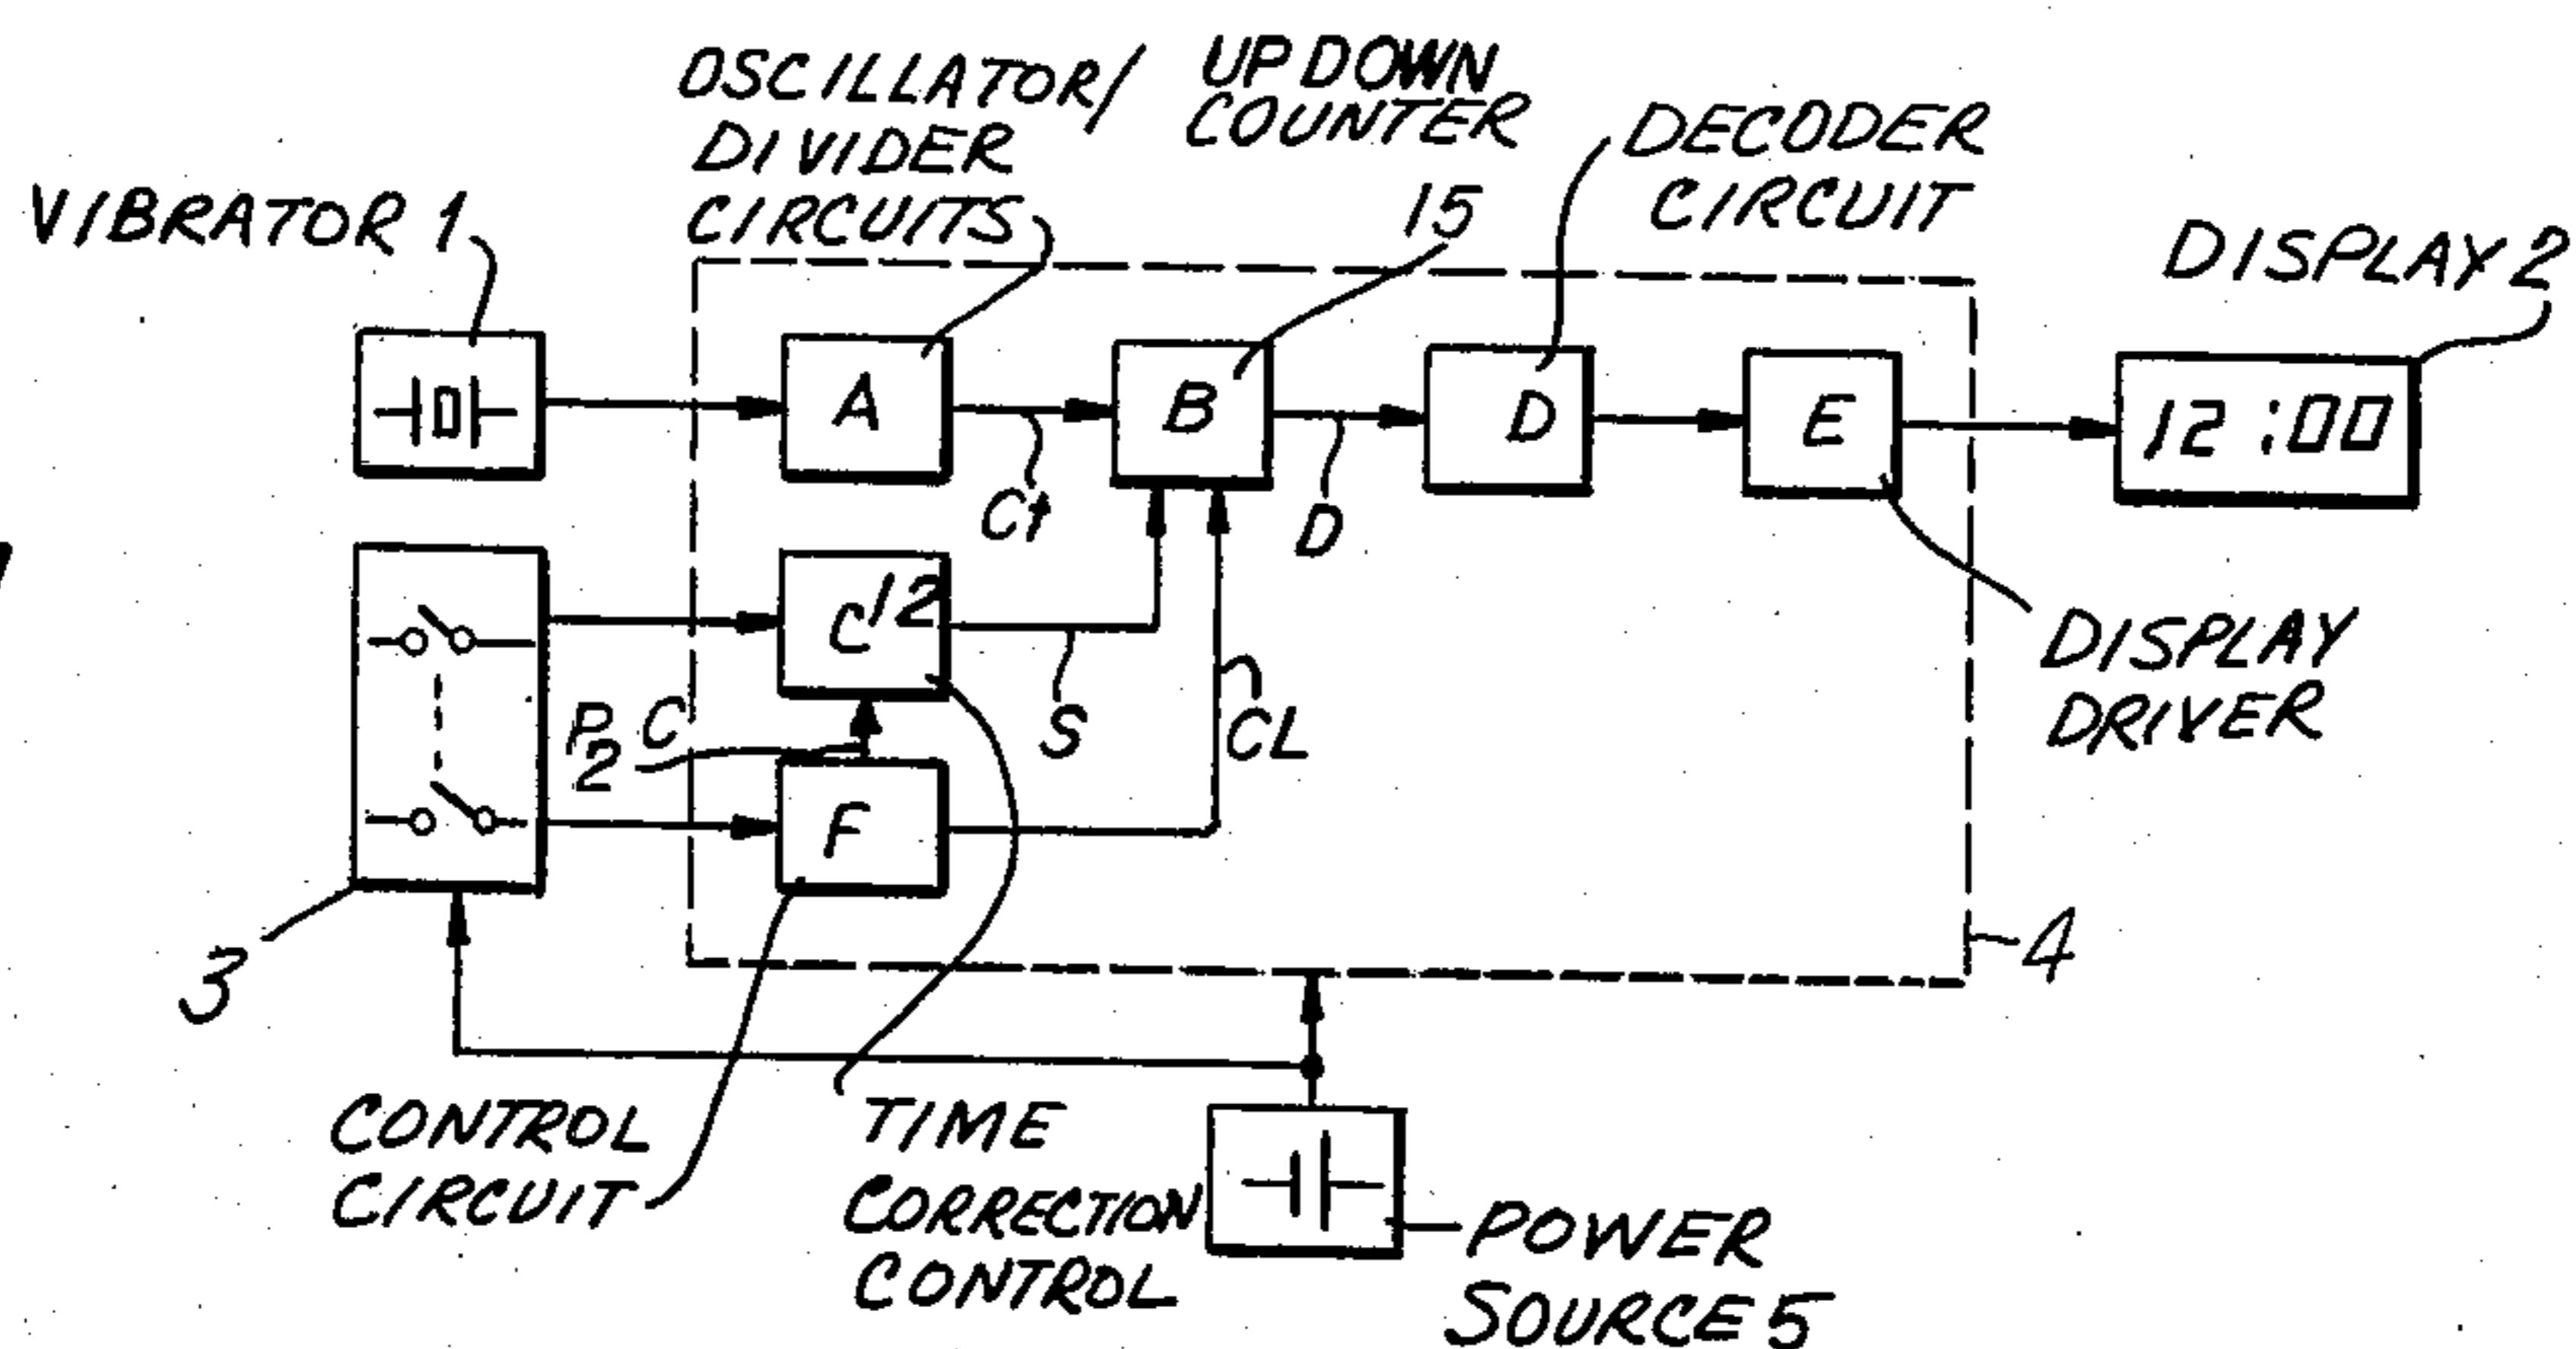 OSCILLATOR/
DIVIDER
CIRCUITS
UP DOWN
COUNTER
15
DECODER
CIRCUIT
VIBRATOR 1
DISPLAY 2
A
B
D
E
12:00
Ct
D
C 12
S
CL
P2C
F
DISPLAY
DRIVER
3
4
CONTROL
CIRCUIT
TIME
CORRECTION
CONTROL
POWER
SOURCE 5